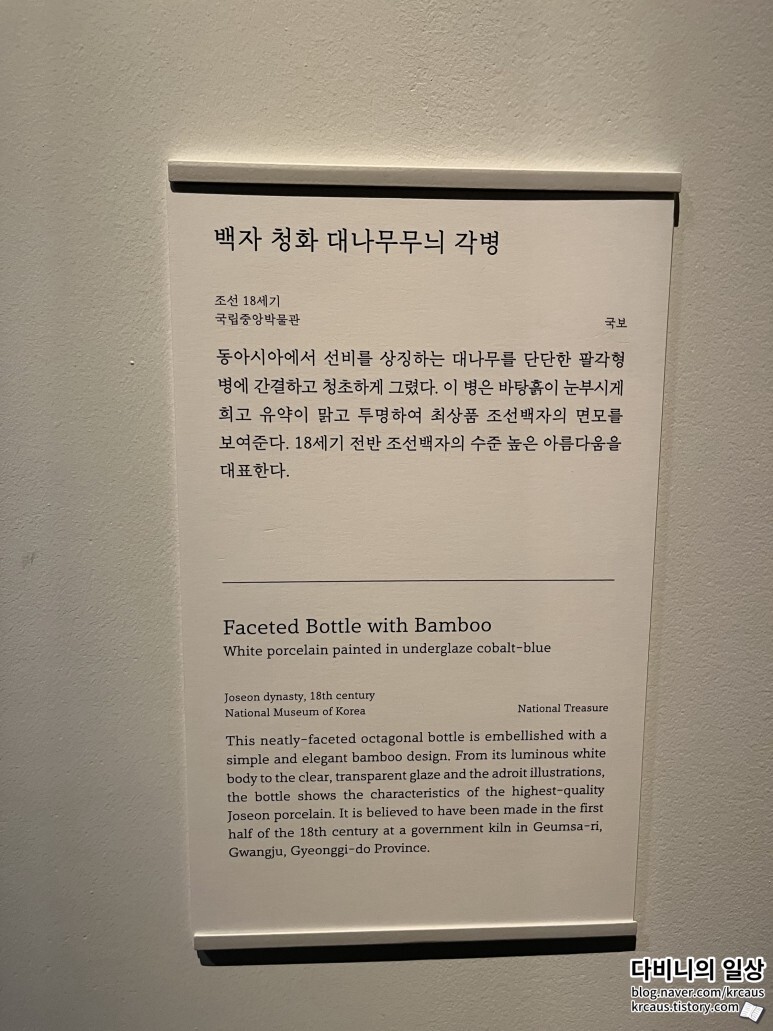 백자 청화 대나무무늬 각병
조선 18세기
국립중앙박물관
국보
동아시아에서 선비를 상징하는 대나무를 단단한 팔각형
병에 간결하고 청초하게 그렸다. 이 병은 바탕흙이 눈부시게
희고 유약이 맑고 투명하여 최상품 조선백자의 면모를
보여준다. 18세기 전반 조선백자의 수준 높은 아름다움을
대표한다.
Faceted Bottle with Bamboo
White porcelain painted in underglaze cobalt-blue
Joseon dynasty, 18th century
National Museum of Korea
National Treasure
This neatly-faceted octagonal bottle is embellished with a
simple and elegant bamboo design. From its luminous white
body to the clear, transparent glaze and the adroit illustrations,
the bottle shows the characteristics of the highest-quality
Joseon porcelain. It is believed to have been made in the first
half of the 18th century at a government kiln in Geumsa-ri,
Gwangju, Gyeonggi-do Province.
다비니의 일상
blog.naver.com/krcaus
krcaus.tistory.com